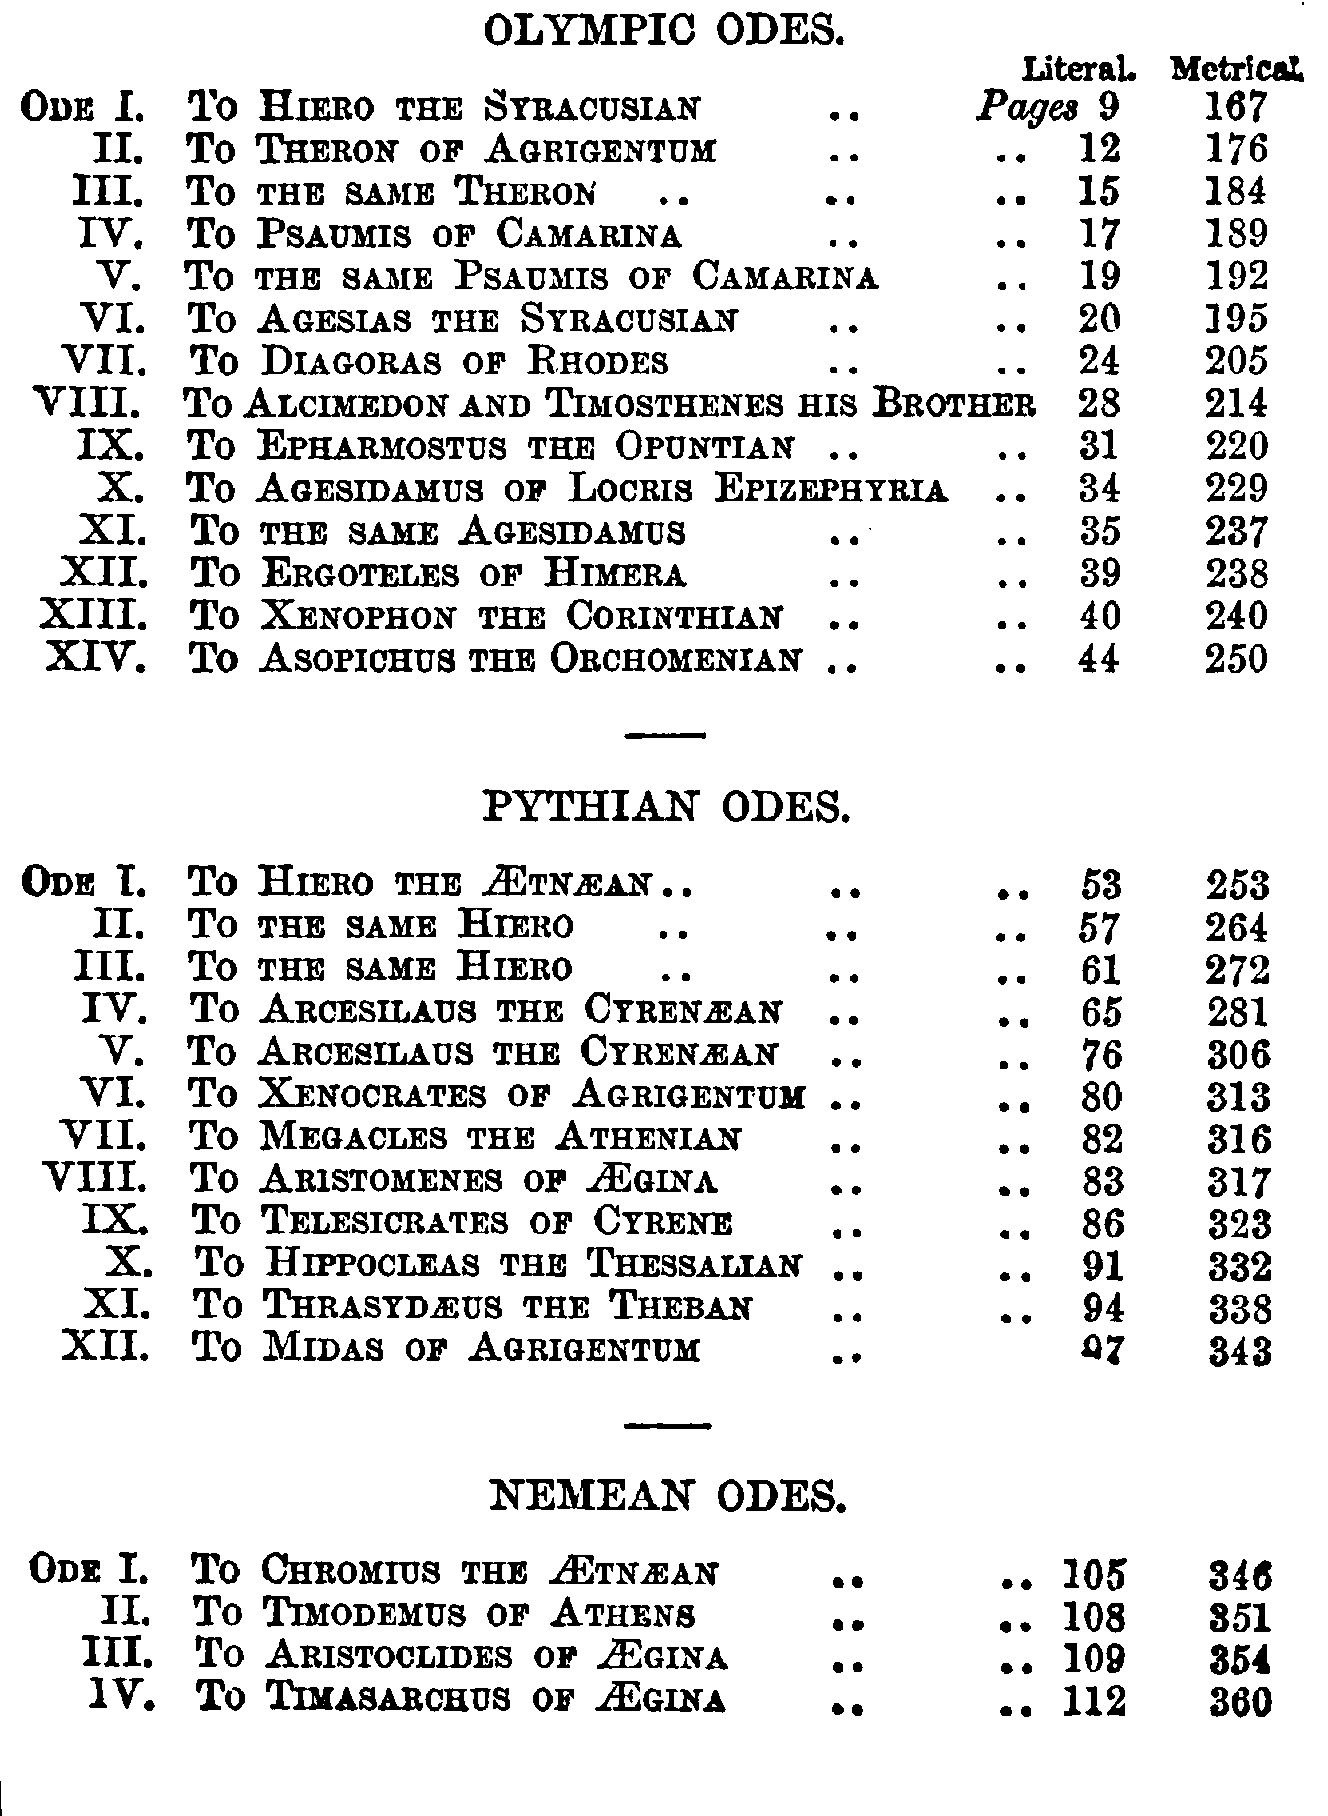 OLYMPIC ODES.
Literal. Metrical.
ODE I. TO HIERO THE SYRACUSIAN .. Pages 9 167
II. TO THERON OF AGRIGENTUM .. .. 12 176
III. TO THE SAME THERON .. .. .. 15 184
IV. TO PSAUMIS OF CAMARINA .. .. 17 189
V. TO THE SAME PSAUMIS OF CAMARINA .. 19 192
VI. TO AGESIAS THE SYRACUSIAN .. .. 20 195
VII. TO DIAGORAS OF RHODES .. .. 24 205
VIII. TO ALCIMEDON AND TIMOSTHENES HIS BROTHER 28 214
IX. TO EPHARMOSTUS THE OPUNTIAN .. .. 31 220
X. TO AGESIDAMUS OF LOCRIS EPIZEPHYRIA .. 34 229
XI. TO THE SAME AGESIDAMUS .. .. 35 237
XII. TO ERGOTELES OF HIMERA .. .. 39 238
XIII. TO XENOPHON THE CORINTHIAN .. .. 40 240
XIV. TO ASOPICHUS THE ORCHOMENIAN .. .. 44 250
PYTHIAN ODES.
ODE I. TO HIERO THE ÆTNÆAN .. .. .. 53 253
II. TO THE SAME HIERO .. .. .. 57 264
III. TO THE SAME HIERO .. .. .. 61 272
IV. TO ARCESILAUS THE CYRENÆAN .. .. 65 281
V. TO ARCESILAUS THE CYRENÆAN .. .. 76 306
VI. TO XENOCRATES OF AGRIGENTUM .. .. 80 313
VII. TO MEGACLES THE ATHENIAN .. .. 82 316
VIII. TO ARISTOMENES OF ÆGINA .. .. 83 317
IX. TO TELESICRATES OF CYRENE .. .. 86 323
X. TO HIPPOCLEAS THE THESSALIAN .. .. 91 332
XI. TO THRASYDÆUS THE THEBAN .. .. 94 338
XII. TO MIDAS OF AGRIGENTUM .. 97 343
NEMEAN ODES.
ODE I. TO CHROMIUS THE ÆTNÆAN .. .. 105 346
II. TO TIMODEMUS OF ATHENS .. .. 108 351
III. TO ARISTOCLIDES OF ÆGINA .. .. 109 354
IV. TO TIMASARCHUS OF ÆGINA .. .. 112 360